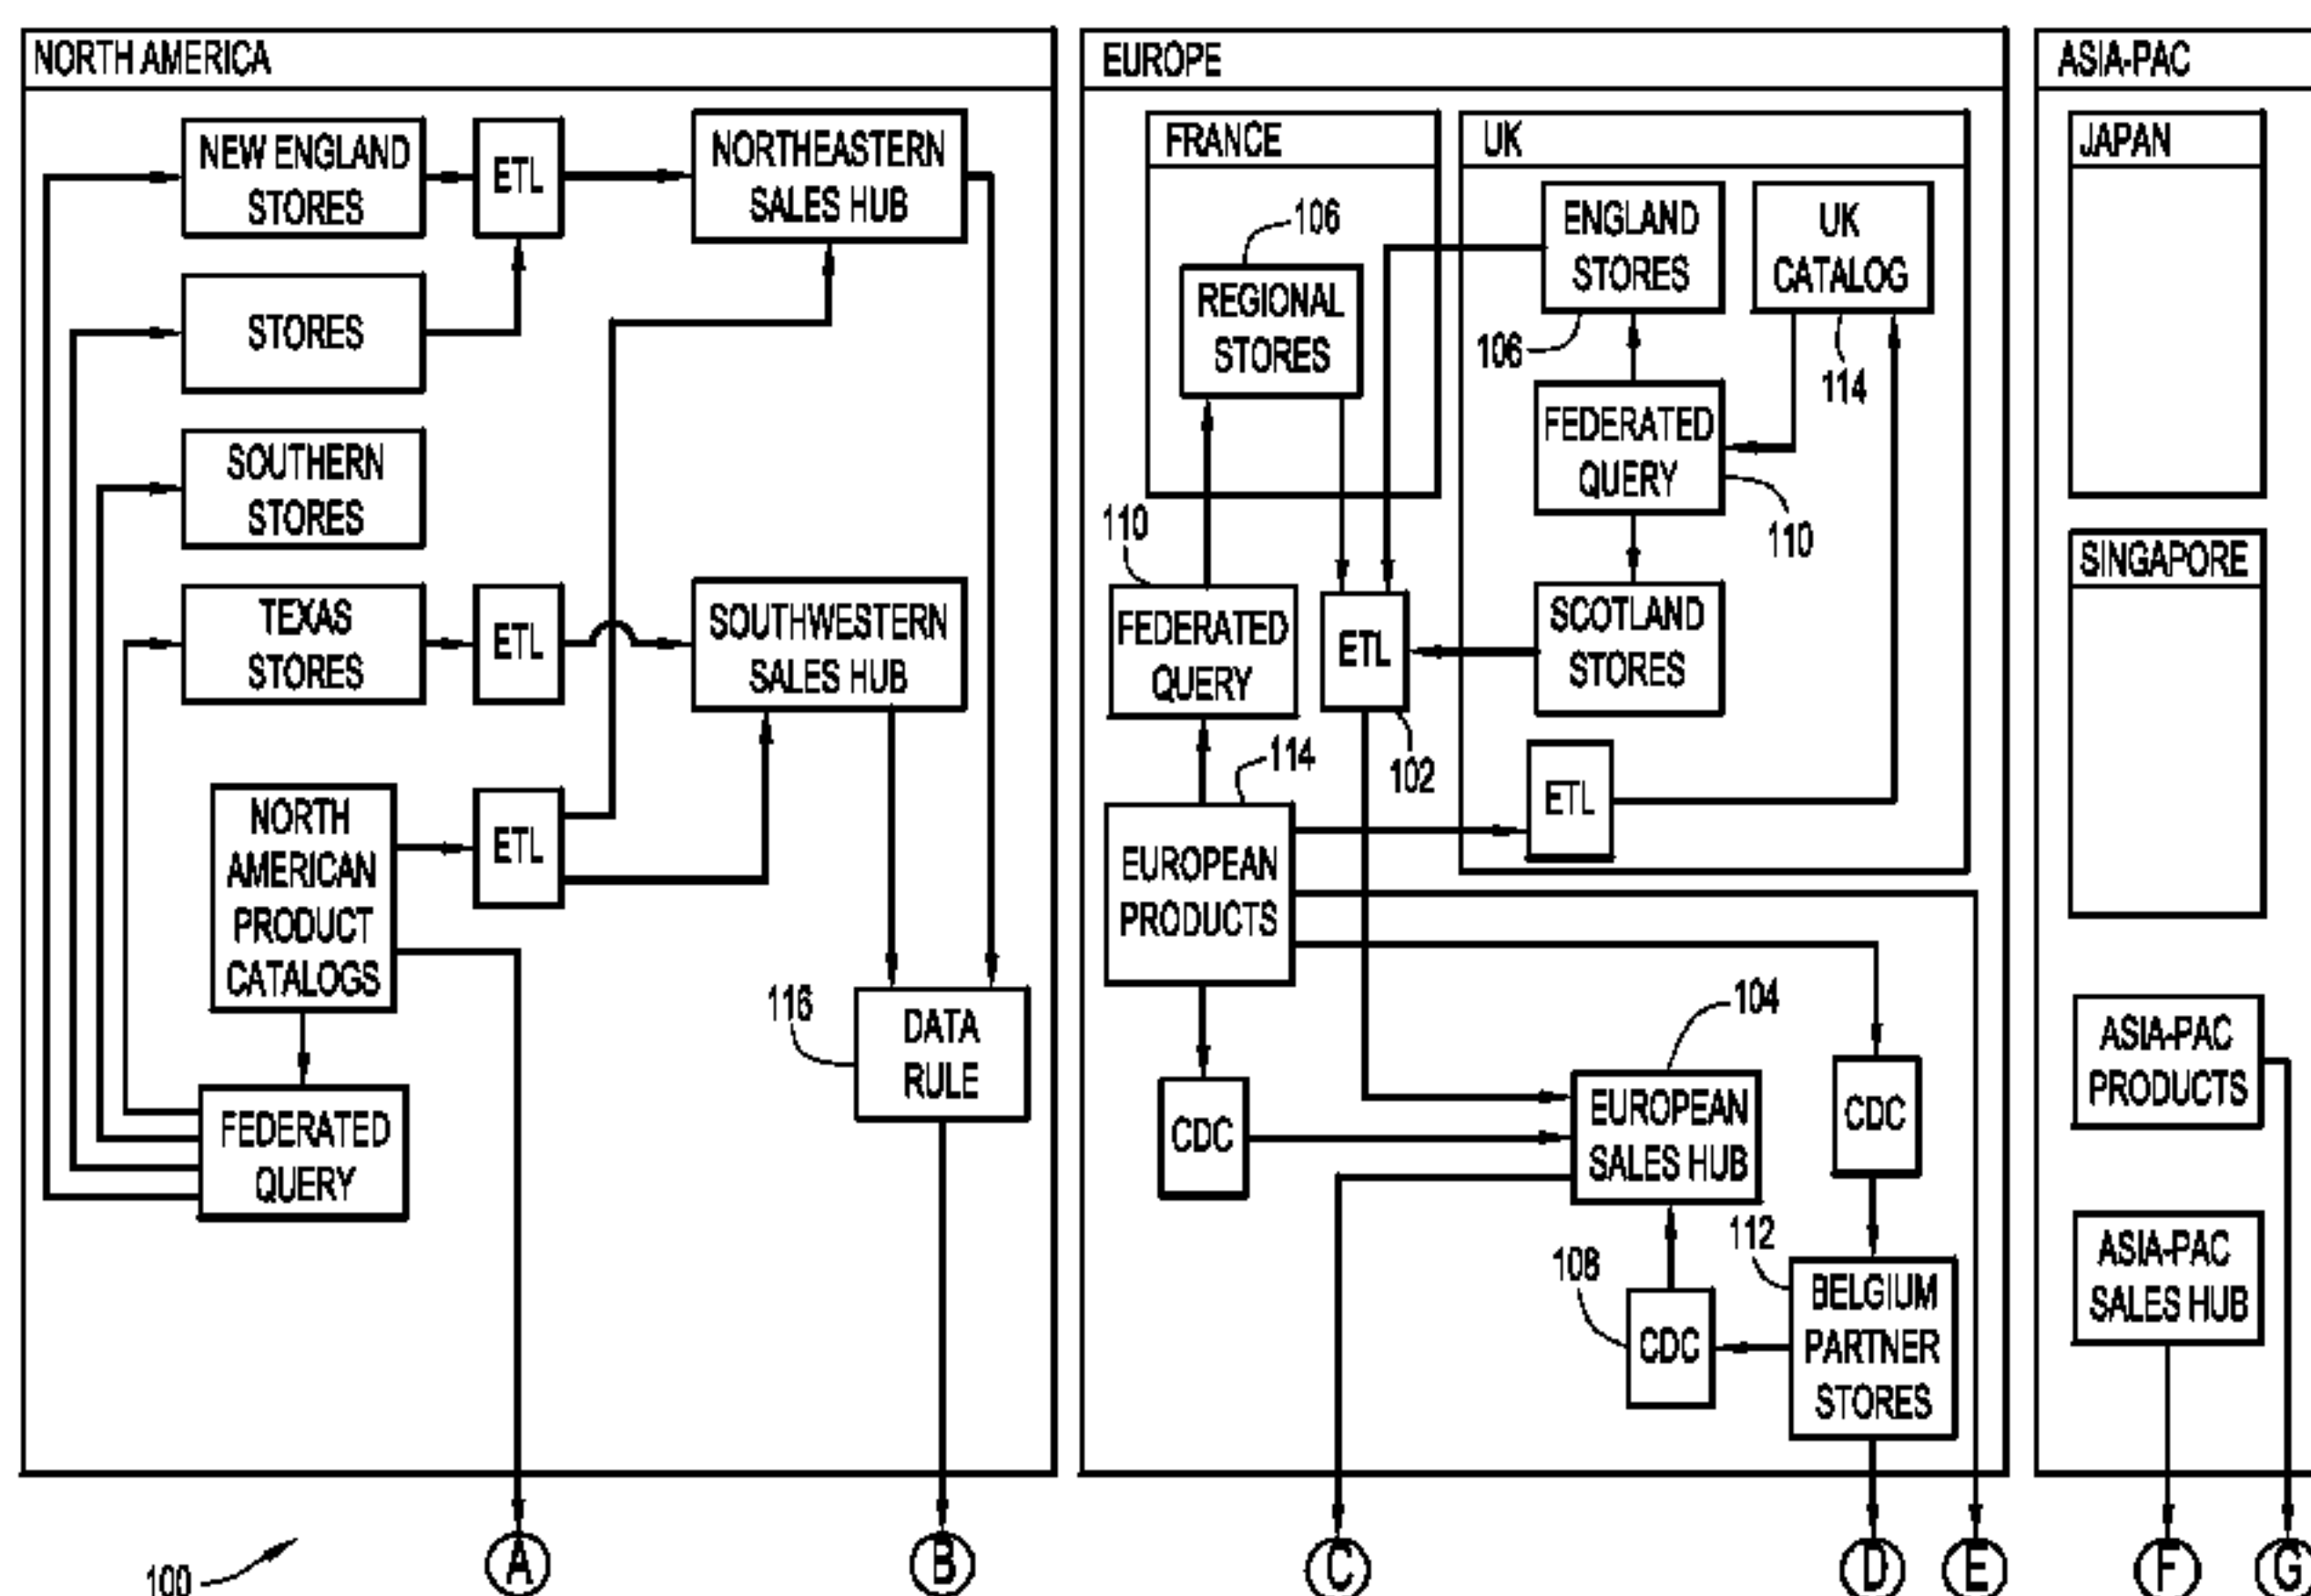 NORTH AMERICA
NEW ENGLAND
STORES
ETL
NORTHEASTERN
SALES HUB
STORES
SOUTHERN
STORES
TEXAS
STORES
ETL
SOUTHWESTERN
SALES HUB
NORTH
AMERICAN
PRODUCT
CATALOGS
ETL
116
DATA
RULE
FEDERATED
QUERY
EUROPE
FRANCE
106
REGIONAL
STORES
UK
ENGLAND
STORES
106
UK
CATALOG
114
FEDERATED
QUERY
110
110
FEDERATED
QUERY
ETL
102
SCOTLAND
STORES
114
ETL
EUROPEAN
PRODUCTS
104
CDC
EUROPEAN
SALES HUB
CDC
108
CDC
112
BELGIUM
PARTNER
STORES
ASIA-PAC
JAPAN
SINGAPORE
ASIA-PAC
PRODUCTS
ASIA-PAC
SALES HUB
100
A
B
C
D
E
F
G